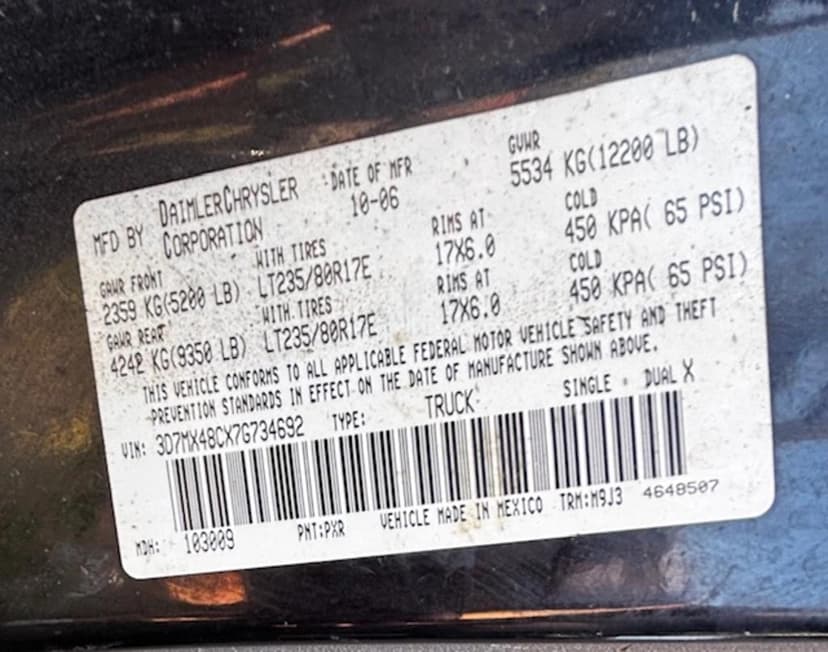 MFD BY DAIMLERCHRYSLER CORPORATION
DATE OF MFR 10-06
GVWR 5534 KG(12200 LB)
GAWR FRONT WITH TIRES RIMS AT COLD
2359 KG(5200 LB) LT235/80R17E 17X6.0 450 KPA( 65 PSI)
GAWR REAR WITH TIRES RIMS AT COLD
4242 KG(9350 LB) LT235/80R17E 17X6.0 450 KPA( 65 PSI)
THIS VEHICLE CONFORMS TO ALL APPLICABLE FEDERAL MOTOR VEHICLE SAFETY AND THEFT
PREVENTION STANDARDS IN EFFECT ON THE DATE OF MANUFACTURE SHOWN ABOVE.
VIN: 3D7MX48CX7G734692 TYPE: TRUCK SINGLE DUAL X
MDH: 103009 PNT:PXR VEHICLE MADE IN MEXICO TRM:M9J3 4648507